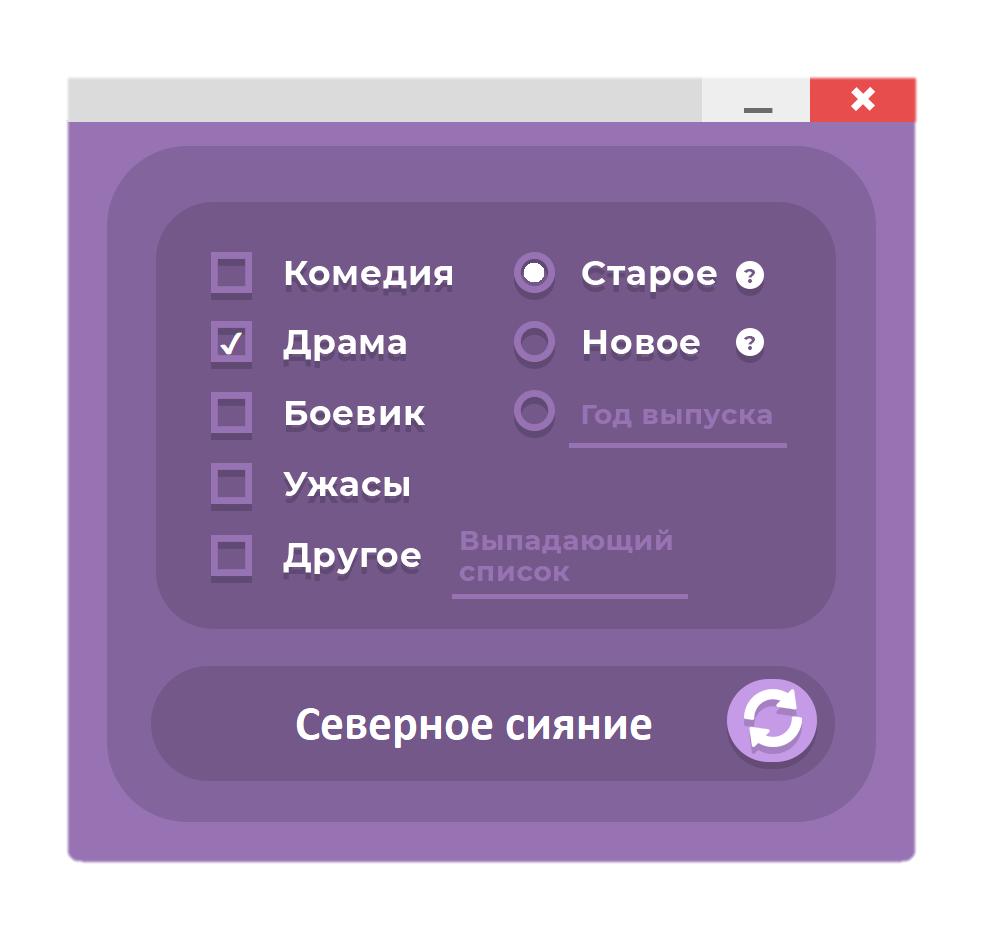 Комедия
Старое ?
Драма
Новое ?
Боевик
Год выпуска
Ужасы
Другое
Выпадающий
список
Северное сияние